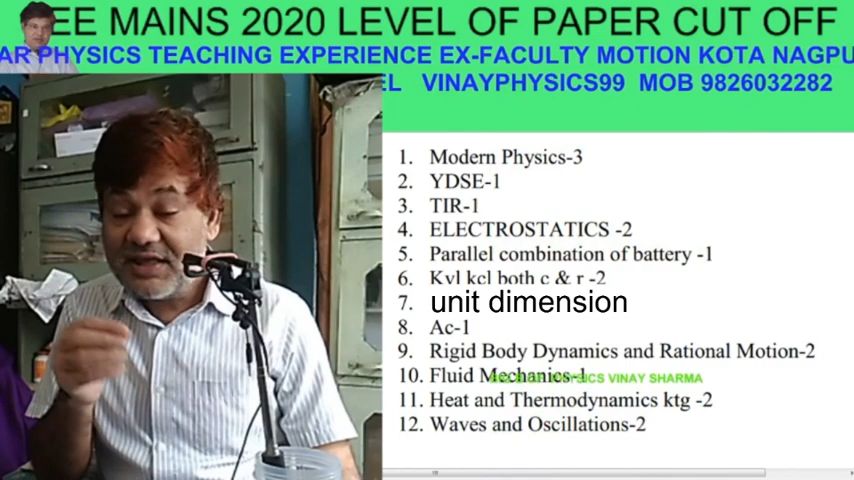 EE MAINS 2020 LEVEL OF PAPER CUT OFF
AR PHYSICS TEACHING EXPERIENCE EX-FACULTY MOTION KOTA NAGPU
EL VINAYPHYSICS99 MOB 9826032282
1. Modern Physics-3
2. YDSE-1
3. TIR-1
4. ELECTROSTATICS -2
5. Parallel combination of battery -1
6. Kvl kcl both c & r -2
7. unit dimension
8. Ac-1
9. Rigid Body Dynamics and Rational Motion-2
10. Fluid Mechanics-1
PHYSICS VINAY SHARMA
11. Heat and Thermodynamics ktg -2
12. Waves and Oscillations-2